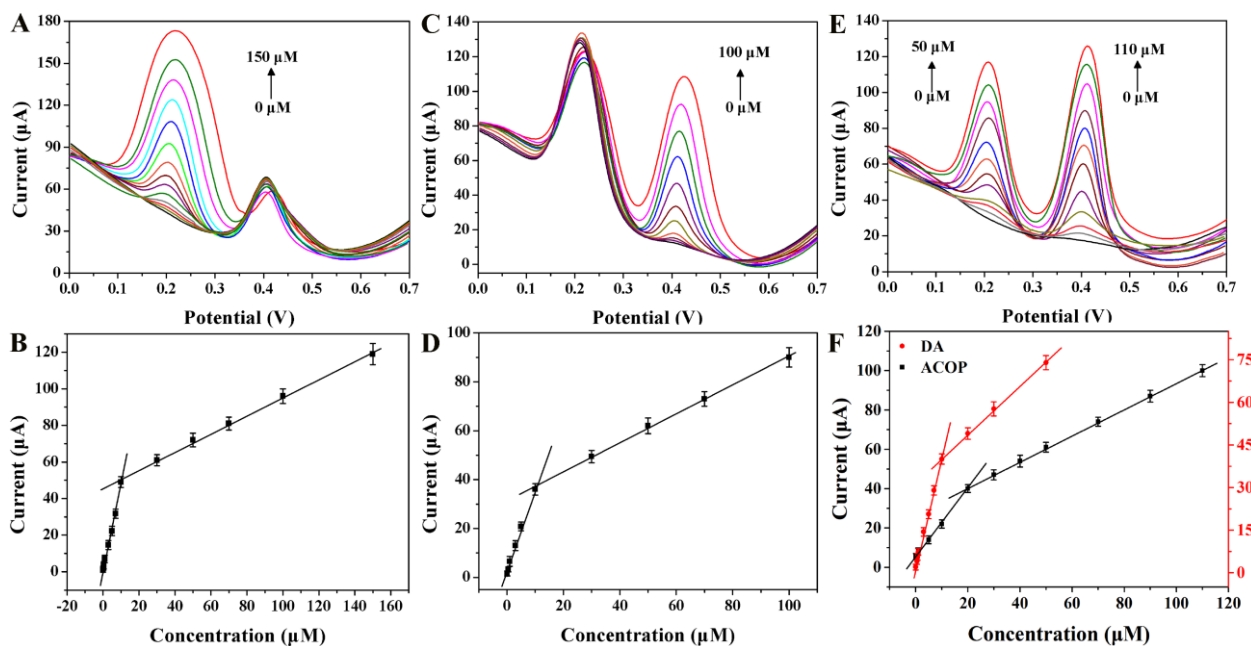 A
180
150
120
90
60
30
0
Current (µA)
150 µM
0 µM
0.0 0.1 0.2 0.3 0.4 0.5 0.6 0.7
Potential (V)
C
140
120
100
80
60
40
20
0
Current (µA)
100 µM
0 µM
0.0 0.1 0.2 0.3 0.4 0.5 0.6 0.7
Potential (V)
E
140
120
100
80
60
40
20
0
Current (µA)
50 µM
0 µM
110 µM
0 µM
0.0 0.1 0.2 0.3 0.4 0.5 0.6 0.7
Potential (V)
B
120
100
80
60
40
20
0
Current (µA)
-20 0 20 40 60 80 100 120 140 160
Concentration (µM)
D
100
80
60
40
20
0
Current (µA)
0 20 40 60 80 100
Concentration (µM)
F
120
100
80
60
40
20
0
Current (µA)
DA
ACOP
75
60
45
30
15
0
0 20 40 60 80 100 120
Concentration (µM)